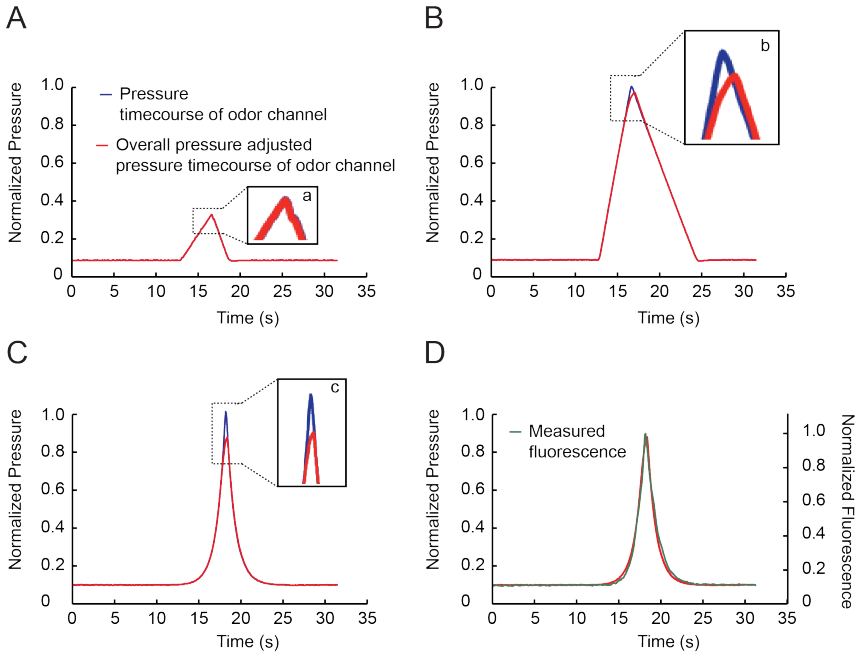 A
Normalized Pressure
1.0
0.8
0.6
0.4
0.2
0
Pressure
timecourse of odor channel
Overall pressure adjusted
pressure timecourse of odor channel
a
0 5 10 15 20 25 30 35
Time (s)
B
Normalized Pressure
1.0
0.8
0.6
0.4
0.2
0
b
0 5 10 15 20 25 30 35
Time (s)
C
Normalized Pressure
1.0
0.8
0.6
0.4
0.2
0
c
0 5 10 15 20 25 30 35
Time (s)
D
Normalized Pressure
1.0
0.8
0.6
0.4
0.2
0
Measured
fluorescence
1.0
0.8
0.6
0.4
0.2
0
Normalized Fluorescence
0 5 10 15 20 25 30 35
Time (s)